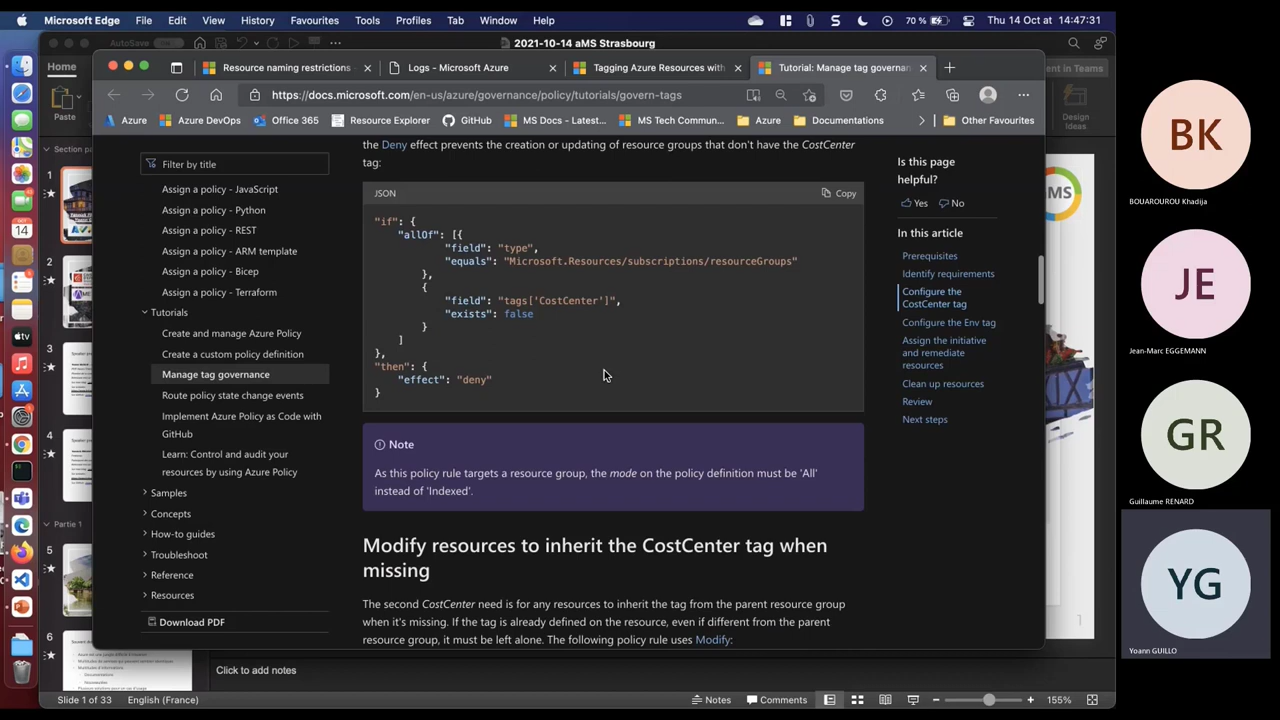 Microsoft Edge File Edit View History Favourites Tools Profiles Tab Window Help 70 % Thu 14 Oct at 14:47:31
AutoSave 2021-10-14 aMS Strasbourg
Home
Paste
Design
Ideas
Resource naming restrictions Logs - Microsoft Azure Tagging Azure Resources with Tutorial: Manage tag governan
https://docs.microsoft.com/en-us/azure/governance/policy/tutorials/govern-tags
Azure Azure DevOps Office 365 Resource Explorer GitHub MS Docs - Latest... MS Tech Commun... Azure Documentations Other Favourites
Filter by title
Assign a policy - JavaScript
Assign a policy - Python
Assign a policy - REST
Assign a policy - ARM template
Assign a policy - Bicep
Assign a policy - Terraform
Tutorials
Create and manage Azure Policy
Create a custom policy definition
Manage tag governance
Route policy state change events
Implement Azure Policy as Code with
GitHub
Learn: Control and audit your
resources by using Azure Policy
Samples
Concepts
How-to guides
Troubleshoot
Reference
Resources
Download PDF
the Deny effect prevents the creation or updating of resource groups that don't have the CostCenter
tag:
JSON Copy
"if": {
"allOf": [{
"field": "type",
"equals": "Microsoft.Resources/subscriptions/resourceGroups"
},
{
"field": "tags['CostCenter']",
"exists": false
}
]
},
"then": {
"effect": "deny"
}
Note
As this policy rule targets a resource group, the mode on the policy definition must be 'All'
instead of 'Indexed'.
Modify resources to inherit the CostCenter tag when
missing
The second CostCenter rule is for any resources to inherit the tag from the parent resource group
when it's missing. If the tag is already defined on the resource, even if different from the parent
resource group, it must be left alone. The following policy rule uses Modify:
Is this page
helpful?
Yes No
In this article
Prerequisites
Identify requirements
Configure the
CostCenter tag
Configure the Env tag
Assign the initiative
and remediate
resources
Clean up resources
Review
Next steps
Partie 1
1
2
3
4
5
6
Click to add notes
Slide 1 of 33 English (France) Notes Comments 155%
BK
BOUAROUROU Khadija
JE
Jean-Marc EGGEMANN
GR
Guillaume RENARD
YG
Yoann GUILLO